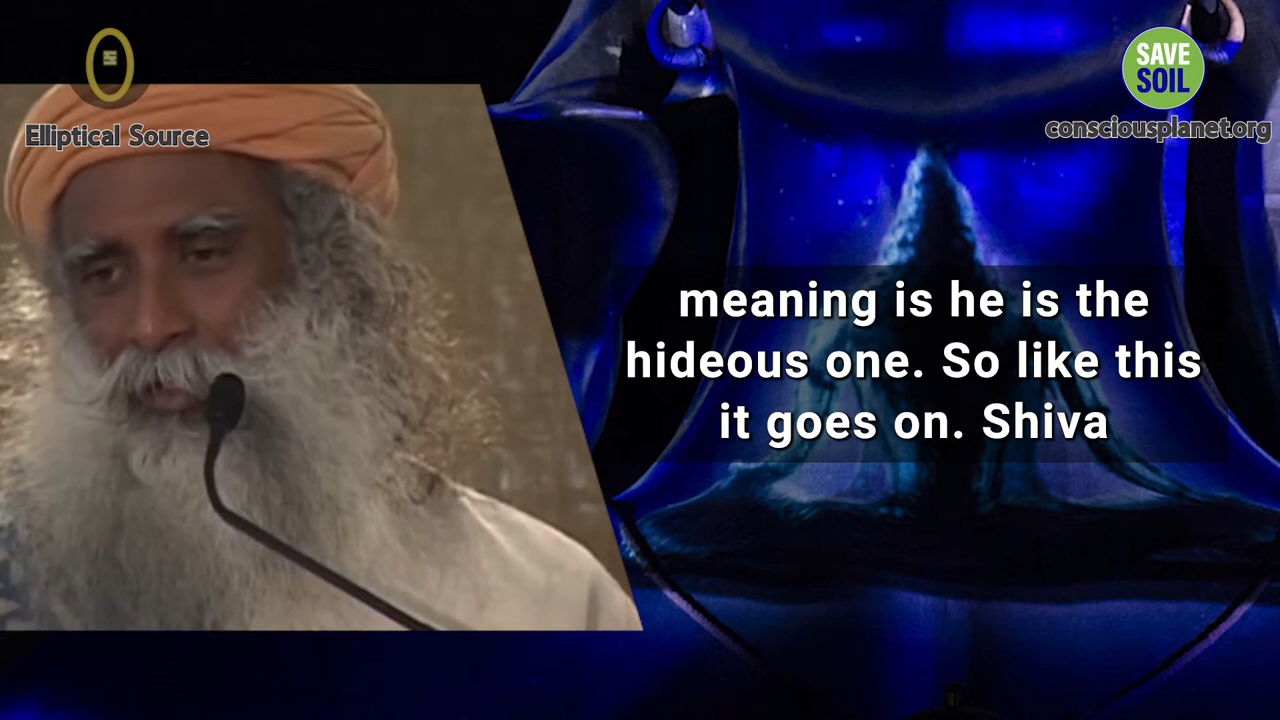 SAVE
SOIL
Elliptical Source
consciousplanet.org
meaning is he is the
hideous one. So like this
it goes on. Shiva